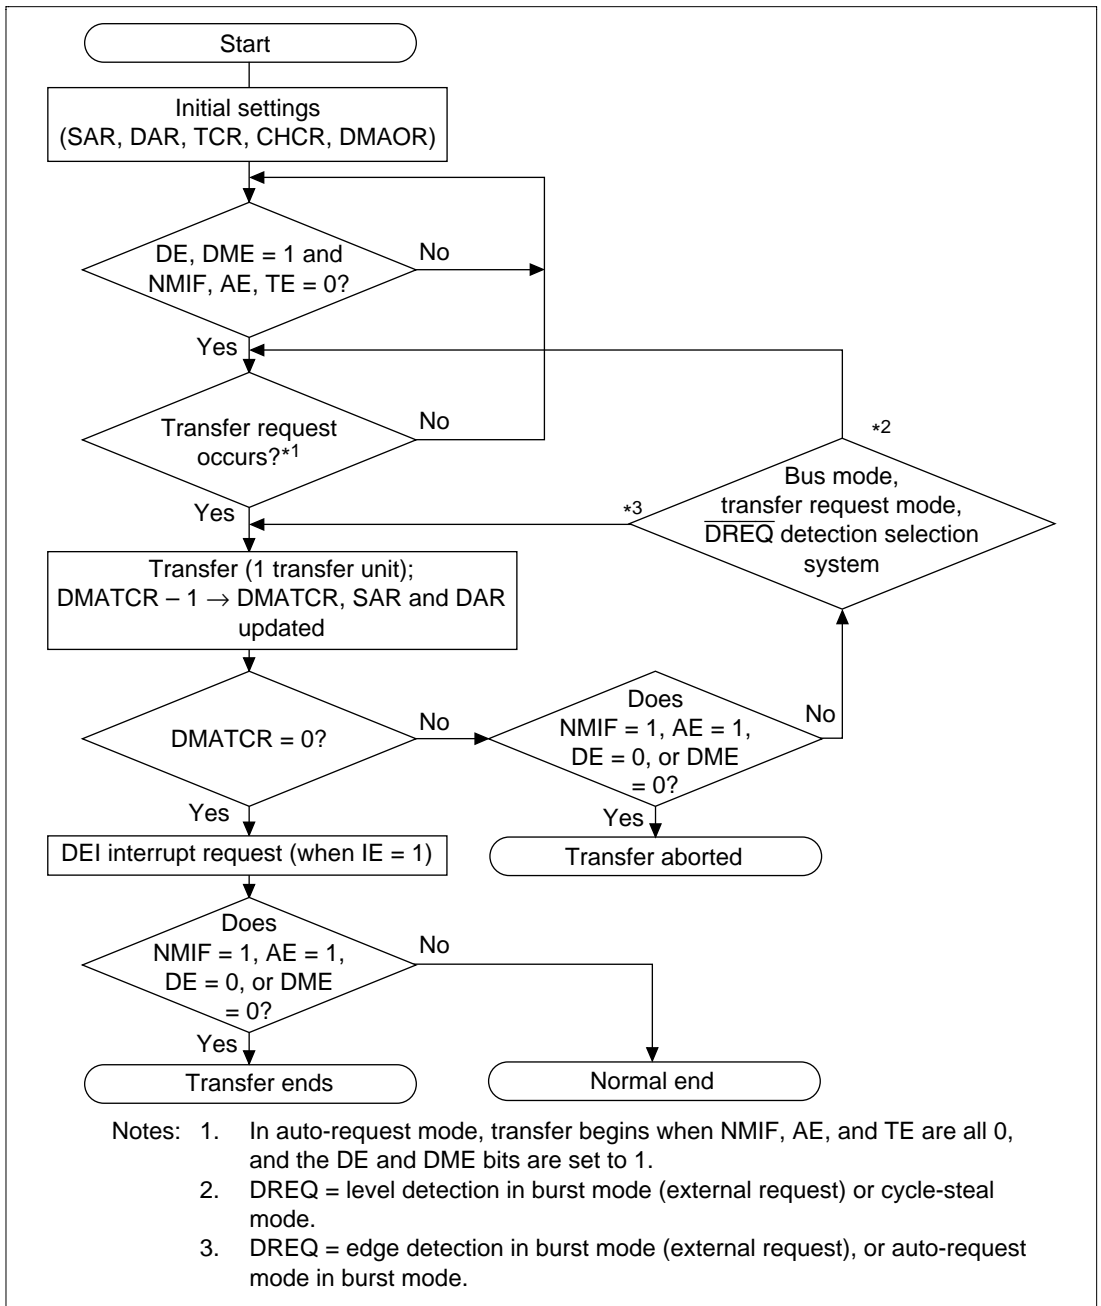 Start
Initial settings
(SAR, DAR, TCR, CHCR, DMAOR)
DE, DME = 1 and
NMIF, AE, TE = 0?
No
Yes
Transfer request
occurs?*1
No
Yes
*2
Bus mode,
transfer request mode,
DREQ detection selection
system
*3
Transfer (1 transfer unit);
DMATCR – 1 → DMATCR, SAR and DAR
updated
DMATCR = 0?
No
Yes
Does
NMIF = 1, AE = 1,
DE = 0, or DME
= 0?
No
Yes
Transfer aborted
DEI interrupt request (when IE = 1)
Does
NMIF = 1, AE = 1,
DE = 0, or DME
= 0?
No
Yes
Transfer ends
Normal end
Notes: 1. In auto-request mode, transfer begins when NMIF, AE, and TE are all 0,
and the DE and DME bits are set to 1.
2. DREQ = level detection in burst mode (external request) or cycle-steal
mode.
3. DREQ = edge detection in burst mode (external request), or auto-request
mode in burst mode.